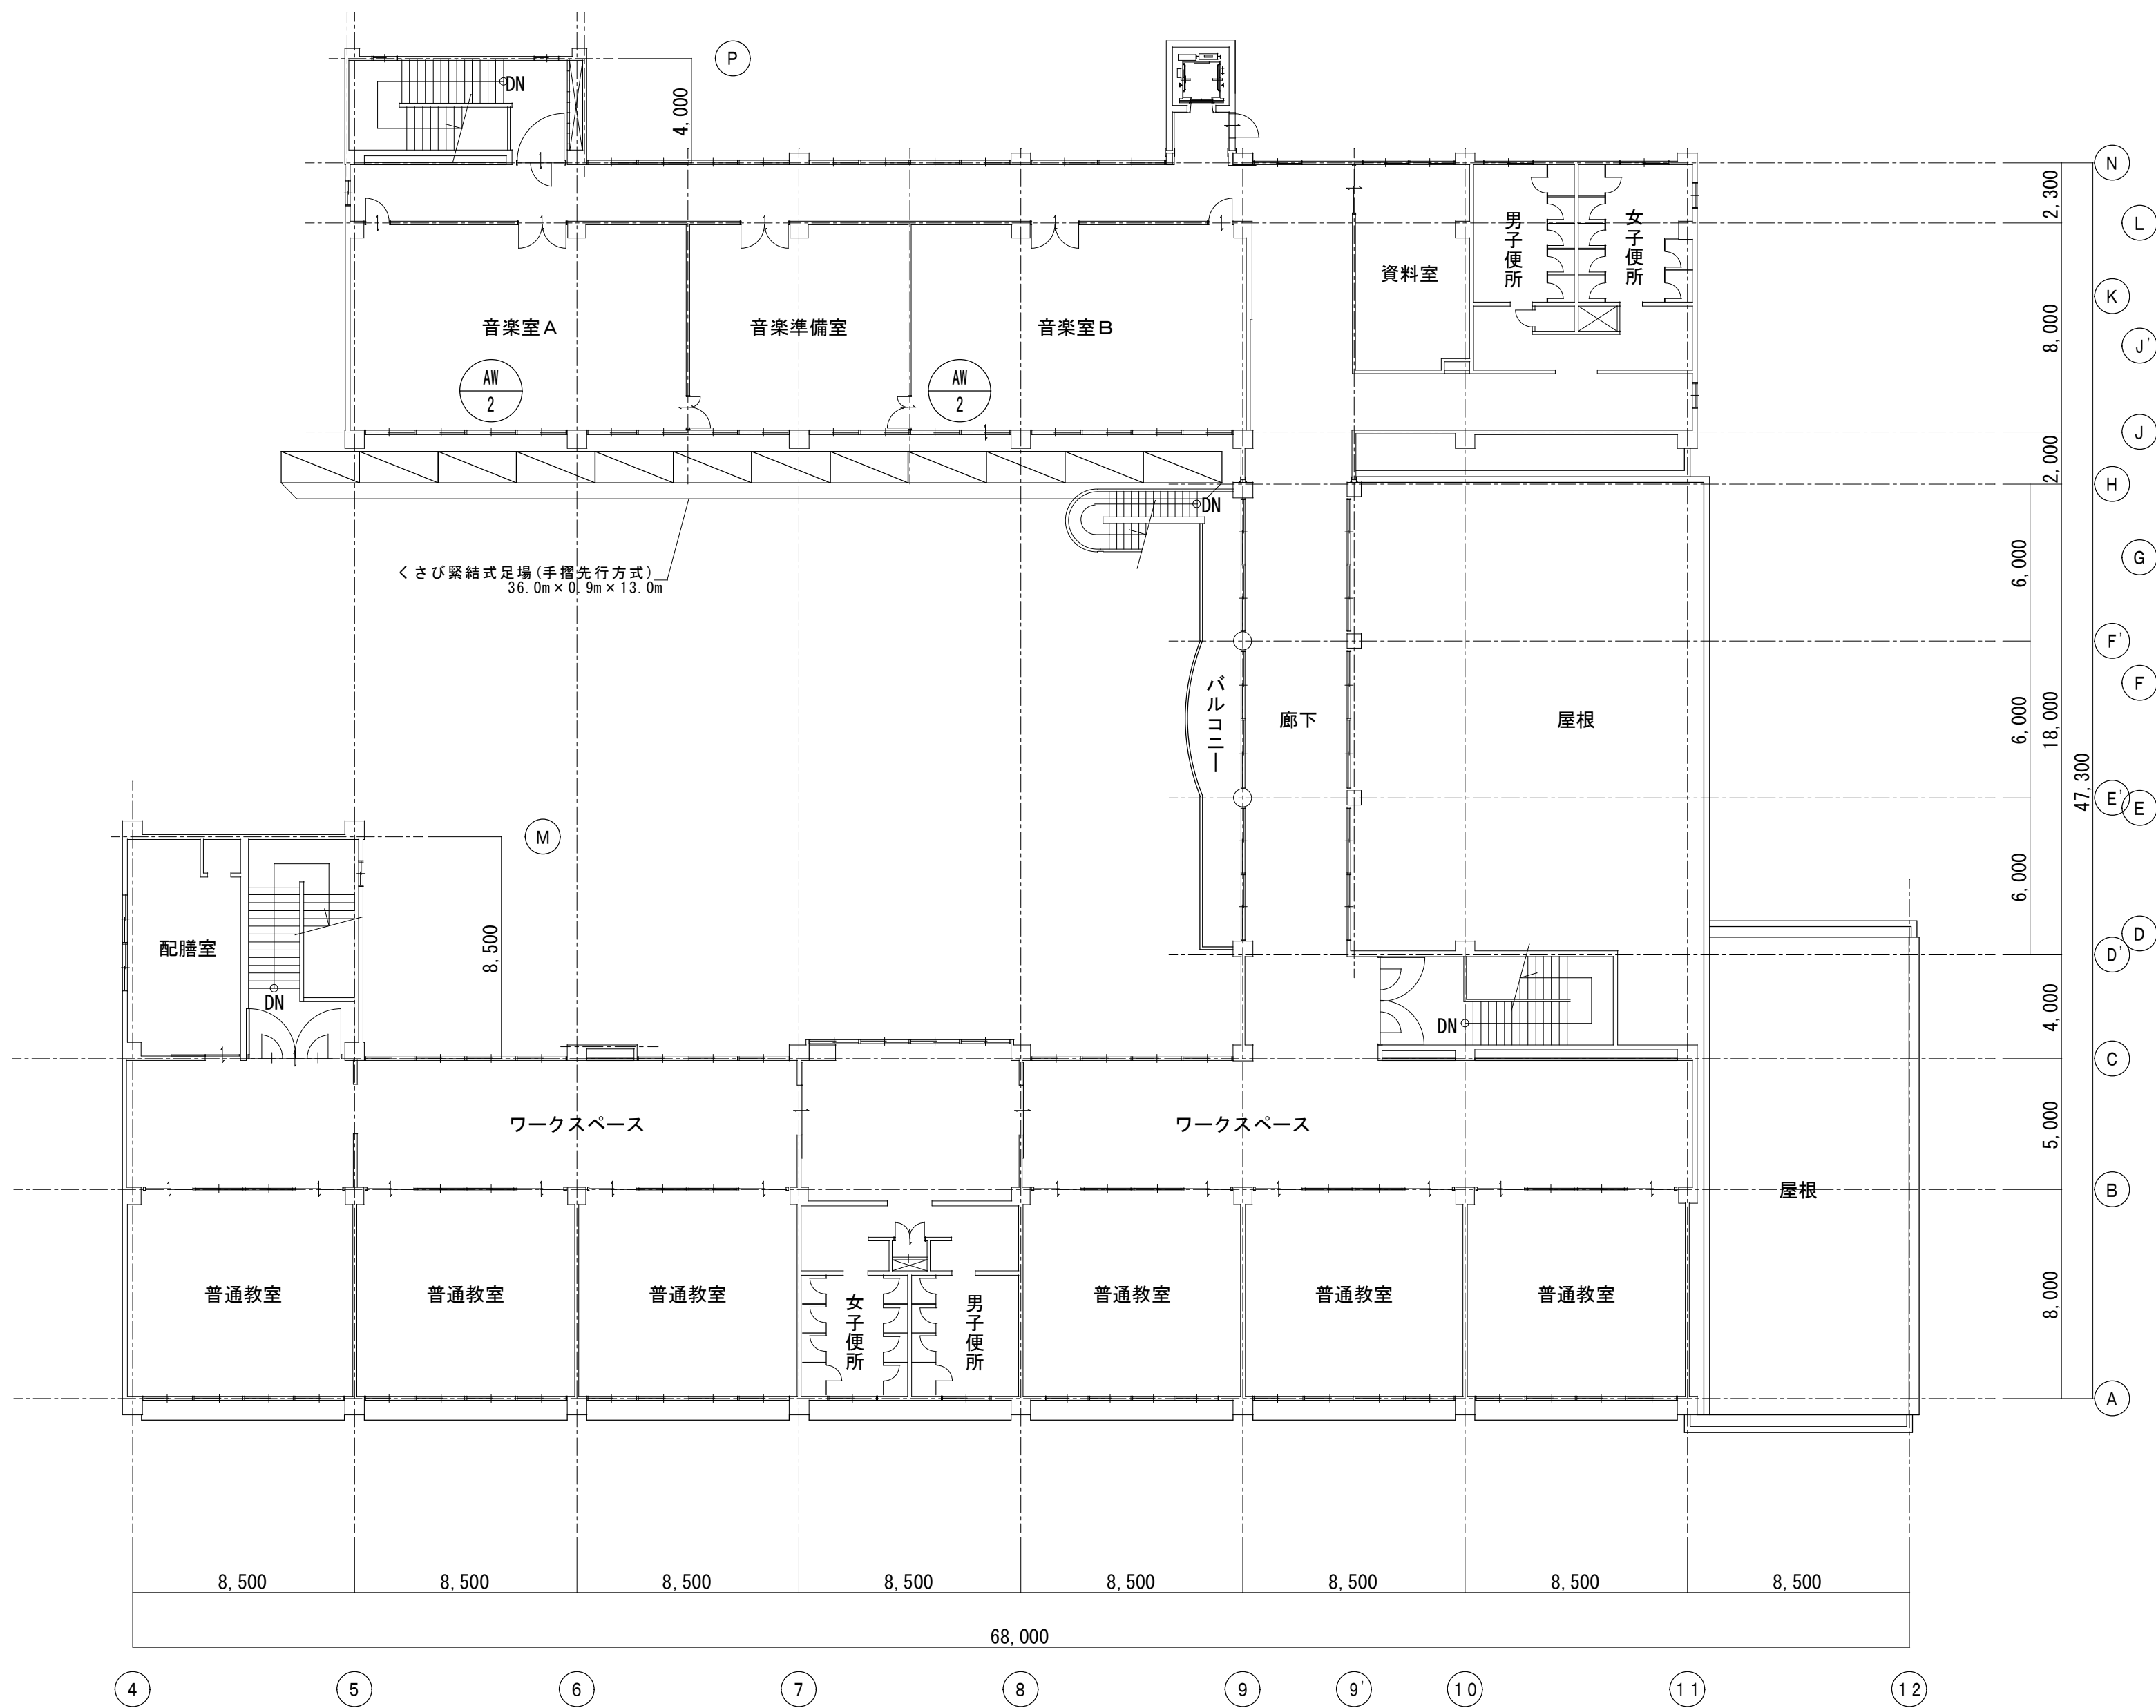 P
DN
4,000
N
2,300
L
男子便所
女子便所
資料室
K
音楽室A
音楽準備室
音楽室B
8,000
J'
AW
2
AW
2
J
2,000
H
DN
くさび緊結式足場(手摺先行方式)
36.0m×0.9m×13.0m
6,000
G
F'
F
バルコニー
廊下
屋根
6,000
18,000
47,300
E'
E
M
6,000
配膳室
8,500
D
D'
DN
DN
4,000
C
ワークスペース
ワークスペース
5,000
B
屋根
普通教室
普通教室
普通教室
女子便所
男子便所
普通教室
普通教室
普通教室
8,000
A
8,500
8,500
8,500
8,500
8,500
8,500
8,500
8,500
68,000
4
5
6
7
8
9
9'
10
11
12